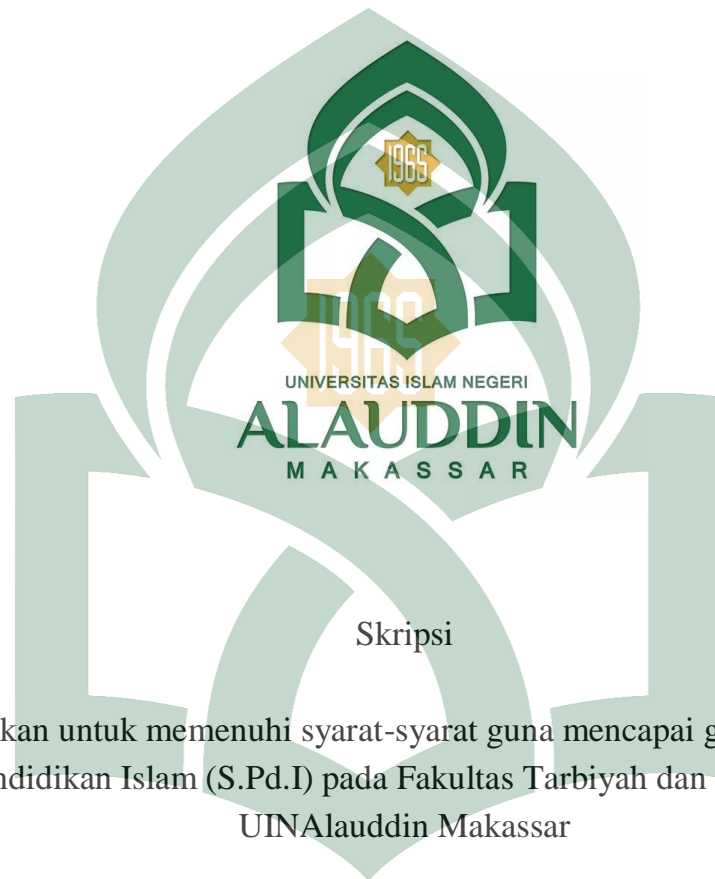 1965
1965
UNIVERSITAS ISLAM NEGERI
ALAUDDIN
MAKASSAR
Skripsi
kan untuk memenuhi syarat-syarat guna mencapai g
ndidikan Islam (S.Pd.I) pada Fakultas Tarbiyah dan
UINAlauddin Makassar